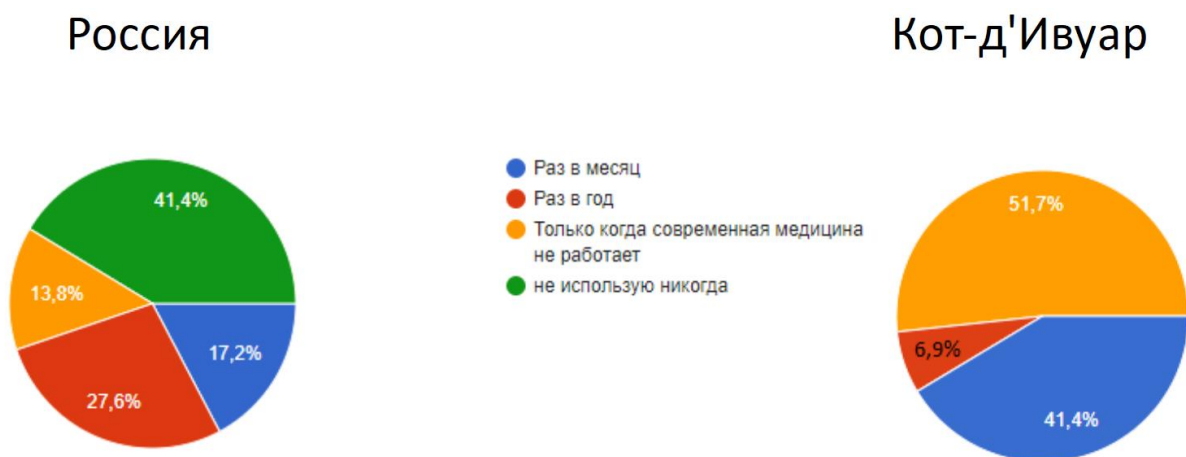 Россия
Кот-д'Ивуар
41,4%
13,8%
27,6%
17,2%
Раз в месяц
Раз в год
Только когда современная медицина
не работает
не использую никогда
51,7%
6,9%
41,4%